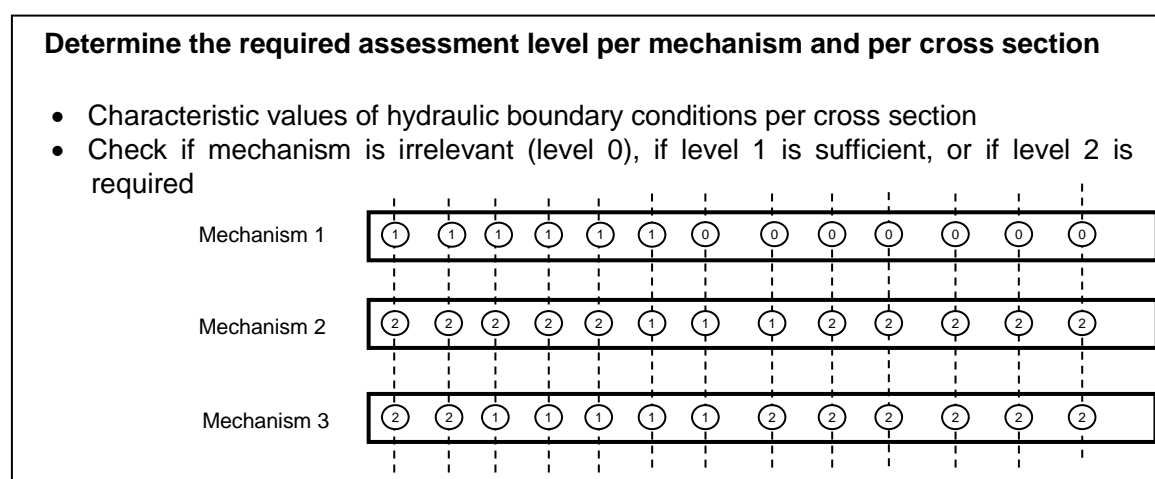 Determine the required assessment level per mechanism and per cross section
• Characteristic values of hydraulic boundary conditions per cross section
• Check if mechanism is irrelevant (level 0), if level 1 is sufficient, or if level 2 is
required
Mechanism 1 1 1 1 1 1 1 0 0 0 0 0 0 0
Mechanism 2 2 2 2 2 2 1 1 1 2 2 2 2 2
Mechanism 3 2 2 1 1 1 1 1 2 2 2 2 2 2